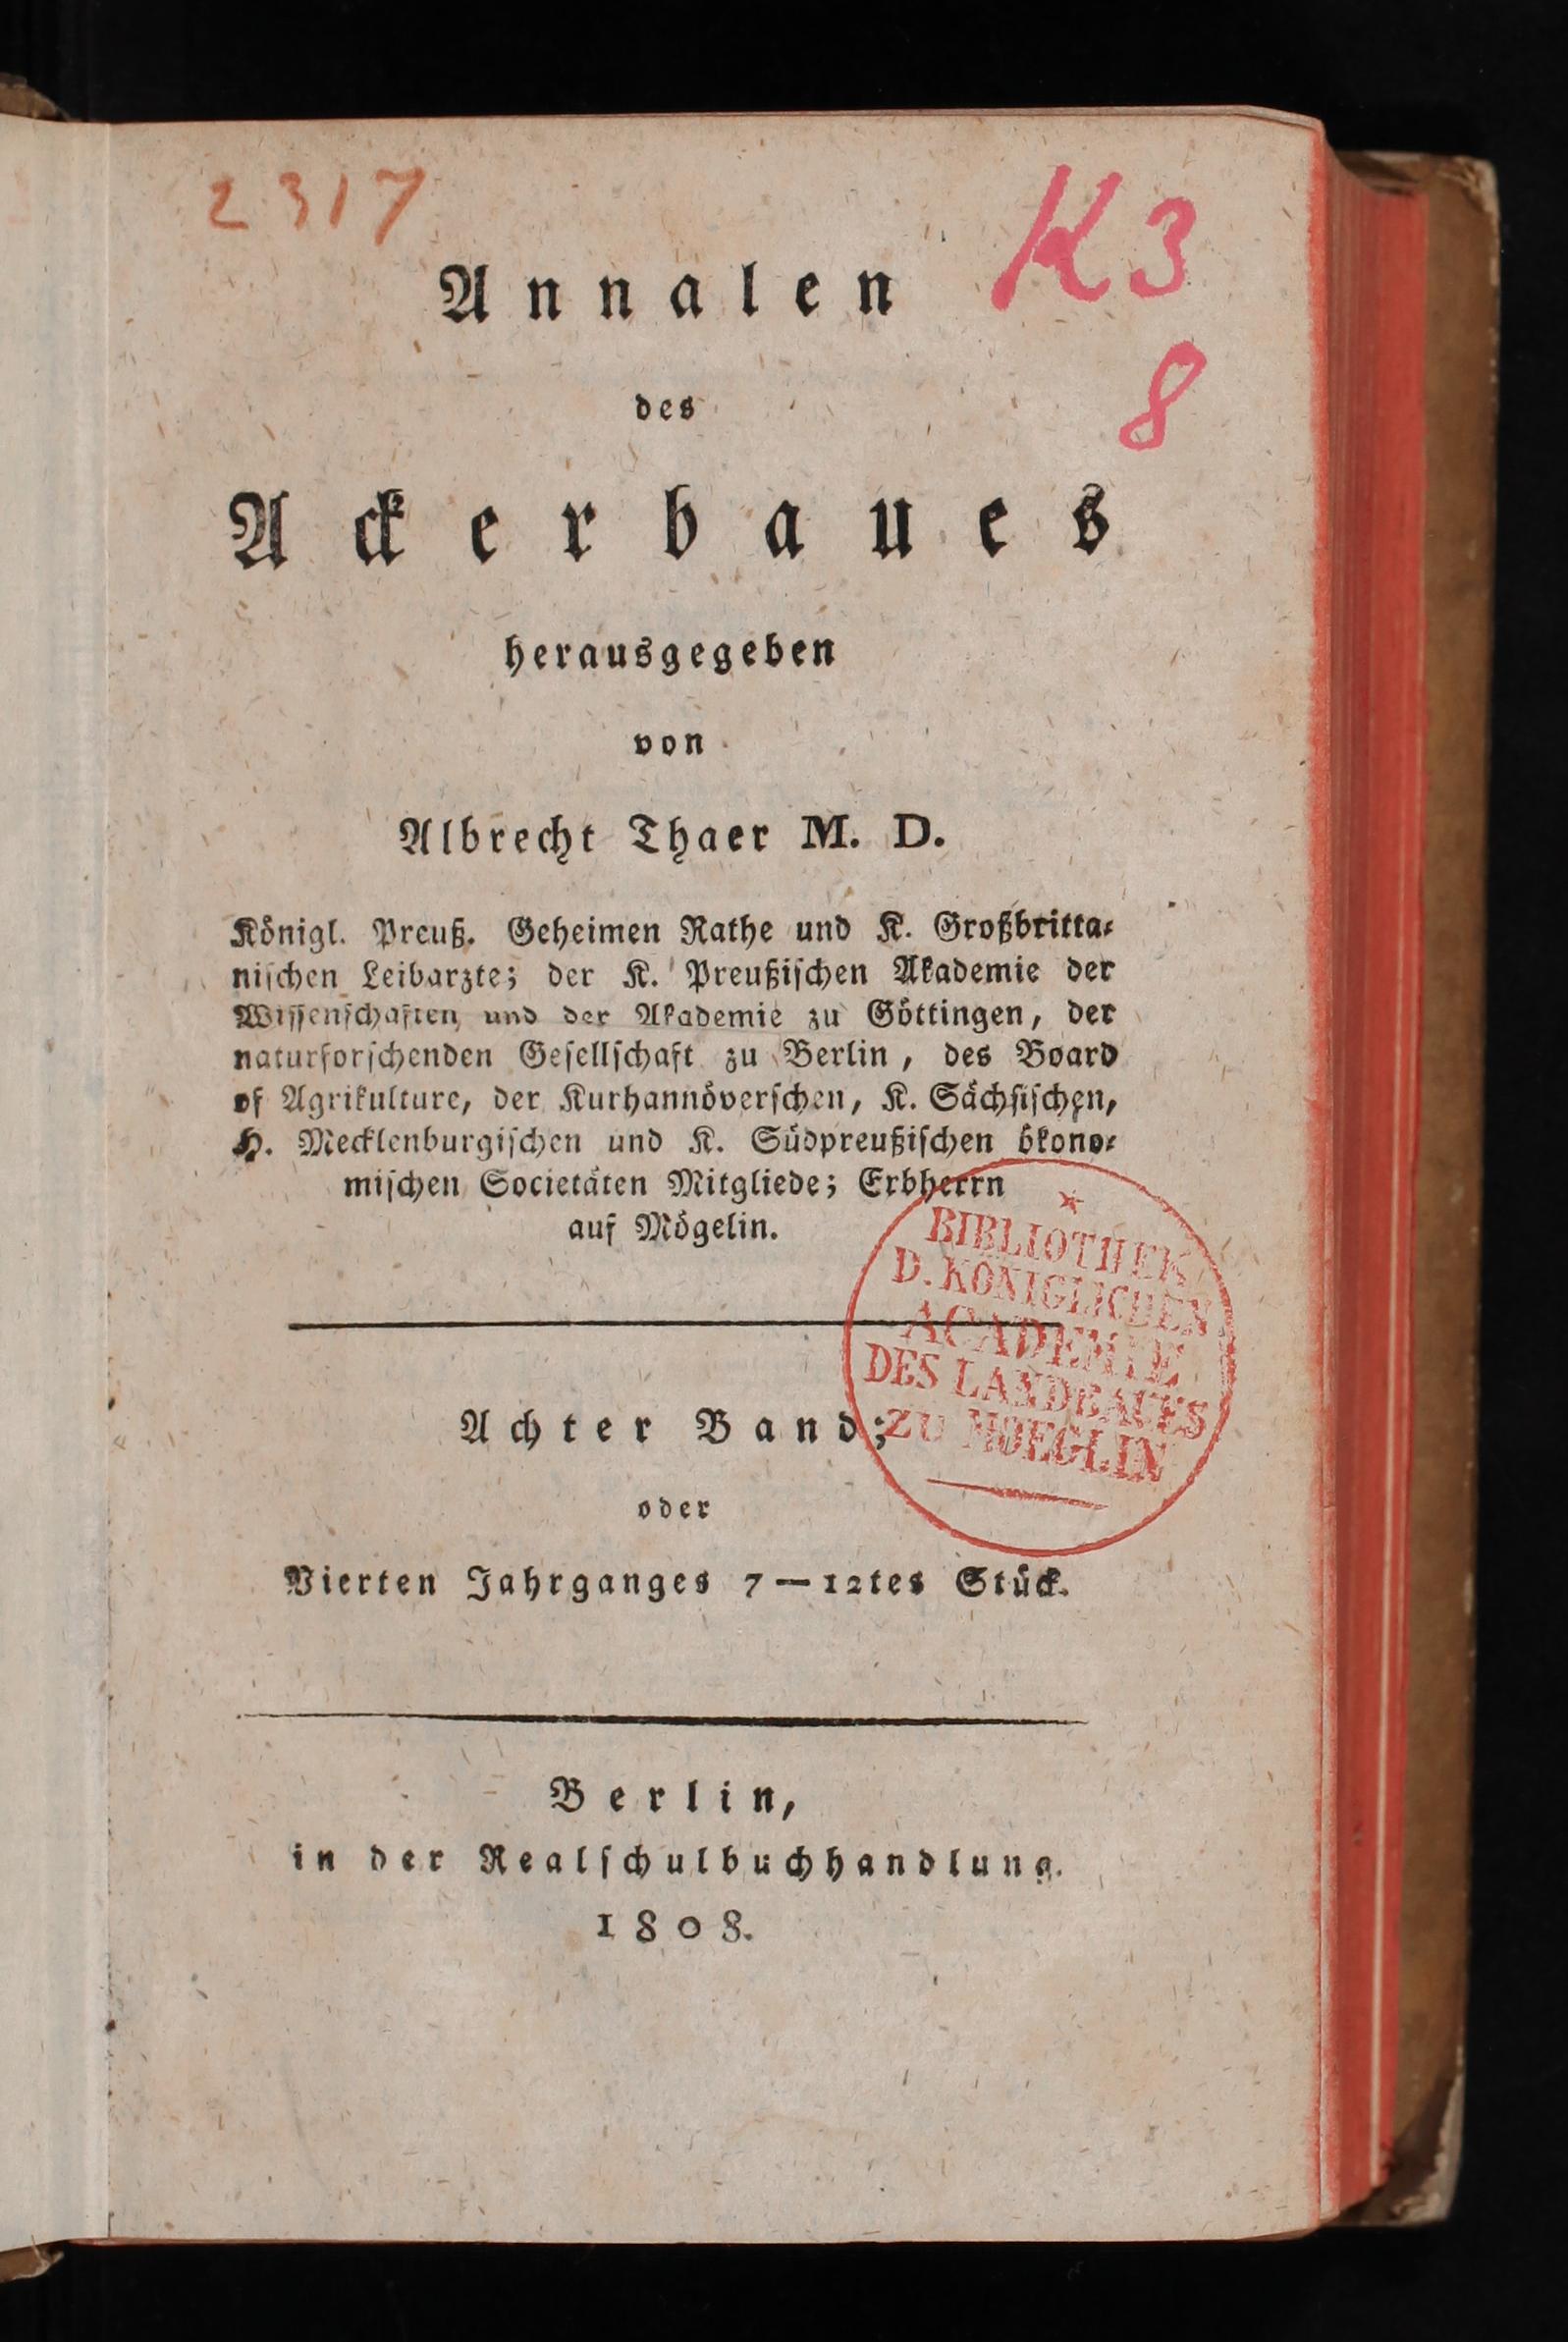 2317
K3
8
Annalen
des
Ackerbaues
herausgegeben
von
Albrecht Thaer M. D.
Königl. Preuß. Geheimen Rathe und K. Großbritta⸗
nischen Leibarzte; der K. Preußischen Akademie der
Wissenschaften und der Akademie zu Göttingen, der
naturforschenden Gesellschaft zu Berlin, des Board
of Agrikulture, der Kurhannöverschen, K. Sächsischen,
H. Mecklenburgischen und K. Südpreußischen ökono⸗
mischen Societäten Mitgliede; Erbherrn
auf Mögelin.
BIBLIOTHEK
D. KÖNIGLICHEN
ACADEMIE
DES LANDBAUES
ZU MOEGLIN
Achter Band;
oder
Vierten Jahrganges 7—12tes Stück.
Berlin,
in der Realschulbuchhandlung.
1808.